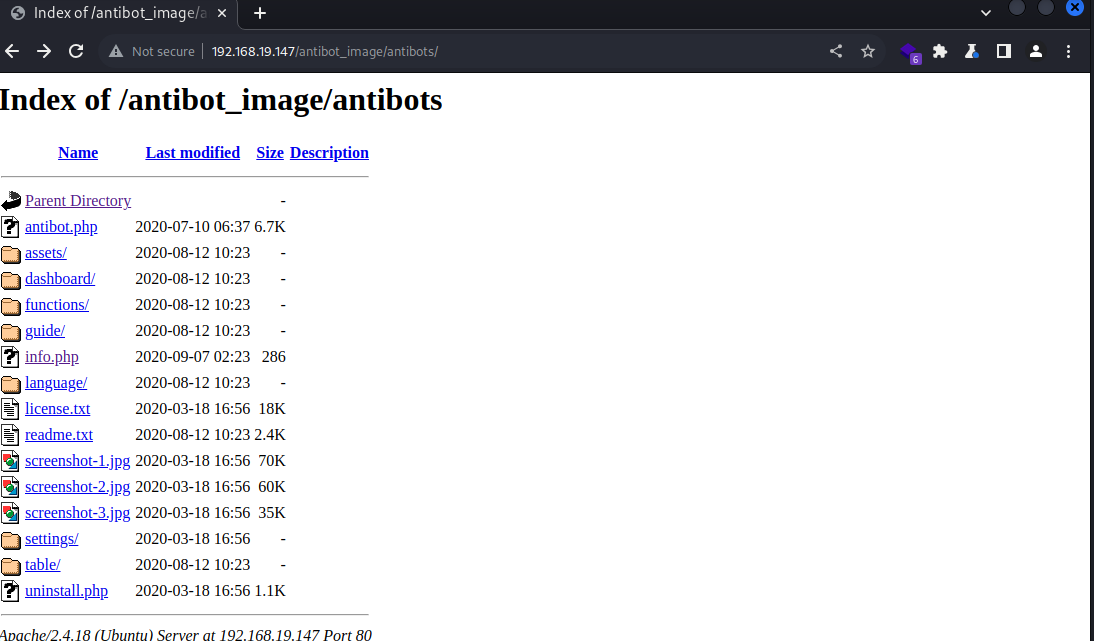 Index of /antibot_image/a
Not secure 192.168.19.147/antibot_image/antibots/
6
Index of /antibot_image/antibots
Name Last modified Size Description
Parent Directory -
antibot.php 2020-07-10 06:37 6.7K
assets/ 2020-08-12 10:23 -
dashboard/ 2020-08-12 10:23 -
functions/ 2020-08-12 10:23 -
guide/ 2020-08-12 10:23 -
info.php 2020-09-07 02:23 286
language/ 2020-08-12 10:23 -
license.txt 2020-03-18 16:56 18K
readme.txt 2020-08-12 10:23 2.4K
screenshot-1.jpg 2020-03-18 16:56 70K
screenshot-2.jpg 2020-03-18 16:56 60K
screenshot-3.jpg 2020-03-18 16:56 35K
settings/ 2020-03-18 16:56 -
table/ 2020-08-12 10:23 -
uninstall.php 2020-03-18 16:56 1.1K
Apache/2.4.18 (Ubuntu) Server at 192.168.19.147 Port 80